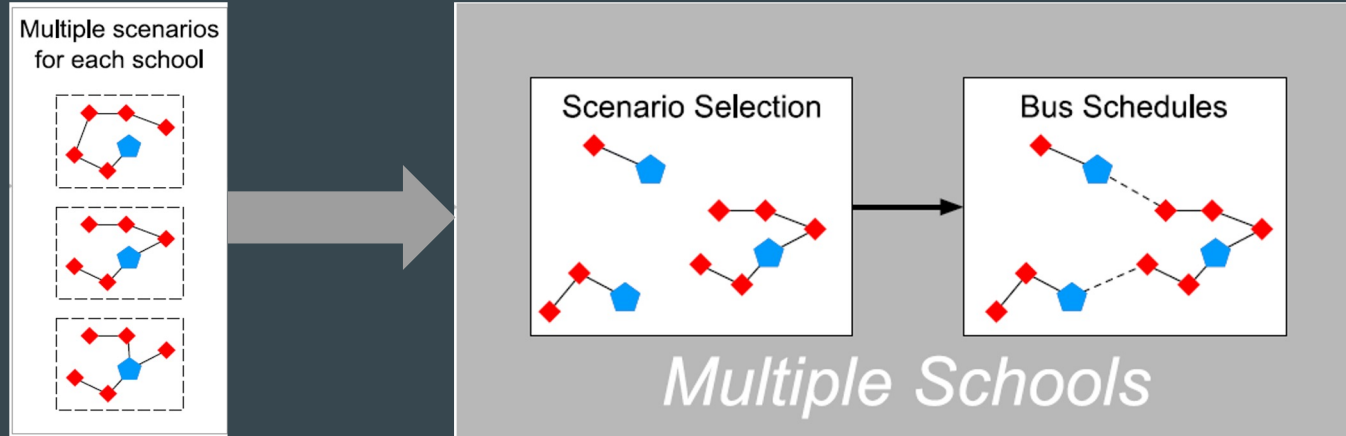 Multiple scenarios
for each school
Scenario Selection
Bus Schedules
Multiple Schools